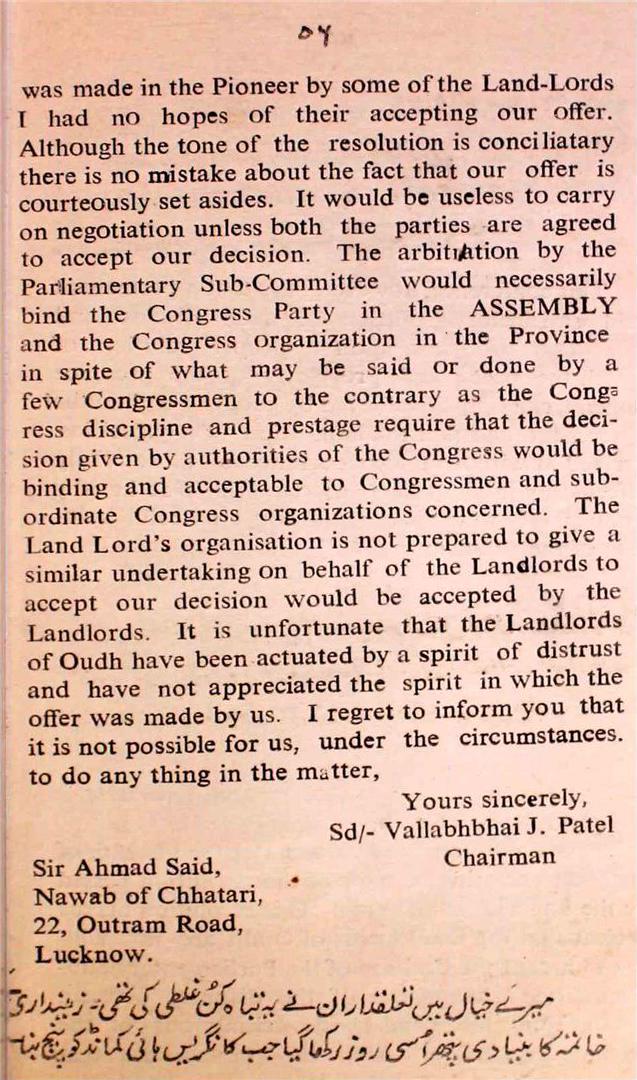 ۵۶
was made in the Pioneer by some of the Land-Lords
I had no hopes of their accepting our offer.
Although the tone of the resolution is conciliatary
there is no mistake about the fact that our offer is
courteously set asides. It would be useless to carry
on negotiation unless both the parties are agreed
to accept our decision. The arbitration by the
Parliamentary Sub-Committee would necessarily
bind the Congress Party in the ASSEMBLY
and the Congress organization in the Province
in spite of what may be said or done by a
few Congressmen to the contrary as the Cong=
ress discipline and prestage require that the deci-
sion given by authorities of the Congress would be
binding and acceptable to Congressmen and sub-
ordinate Congress organizations concerned. The
Land Lord's organisation is not prepared to give a
similar undertaking on behalf of the Landlords to
accept our decision would be accepted by the
Landlords. It is unfortunate that the Landlords
of Oudh have been actuated by a spirit of distrust
and have not appreciated the spirit in which the
offer was made by us. I regret to inform you that
it is not possible for us, under the circumstances.
to do any thing in the matter,
Yours sincerely,
Sd/- Vallabhbhai J. Patel
Chairman
Sir Ahmad Said,
Nawab of Chhatari,
22, Outram Road,
Lucknow.
میرے خیال میں تعلقداران نے یہ تباہ کن غلطی کی تھی۔ زمینداری
خاتمہ کا بنیادی پتھر اُسی روز رکھا گیا جب کانگریس ہائی کمانڈ کو پنچ بنا